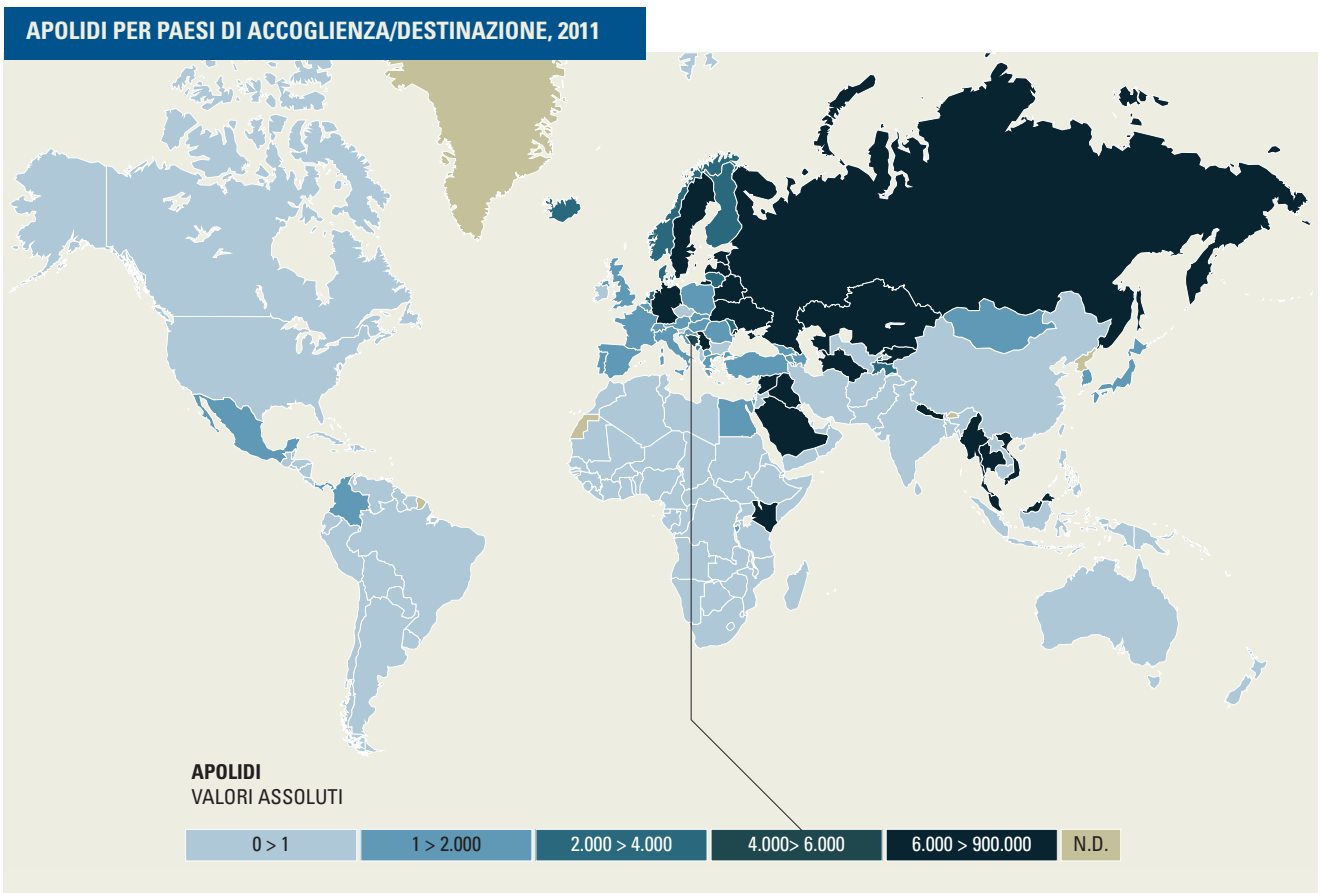 APOLIDI PER PAESI DI ACCOGLIENZA/DESTINAZIONE, 2011
APOLIDI
VALORI ASSOLUTI
0 > 1
1 > 2.000
2.000 > 4.000
4.000> 6.000
6.000 > 900.000
N.D.